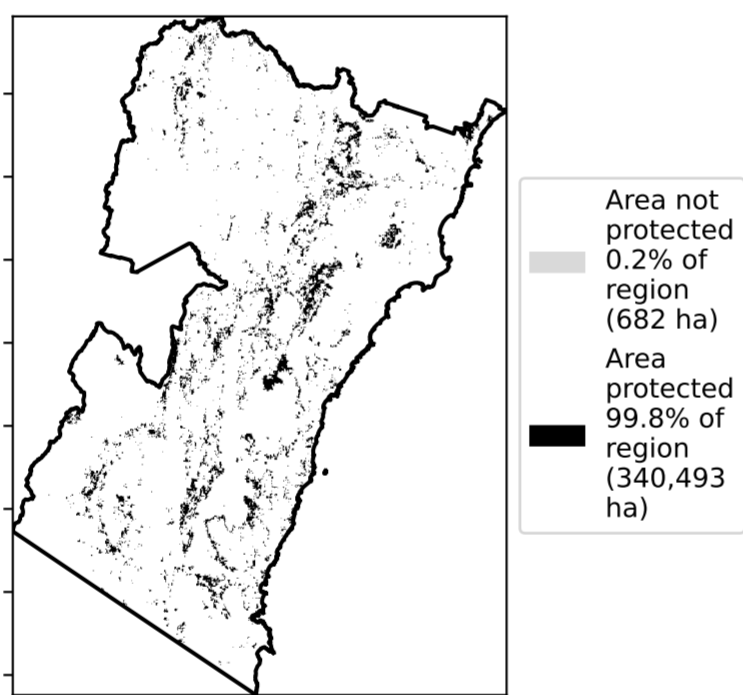 Area not
protected
0.2% of
region
(682 ha)
Area
protected
99.8% of
region
(340,493
ha)